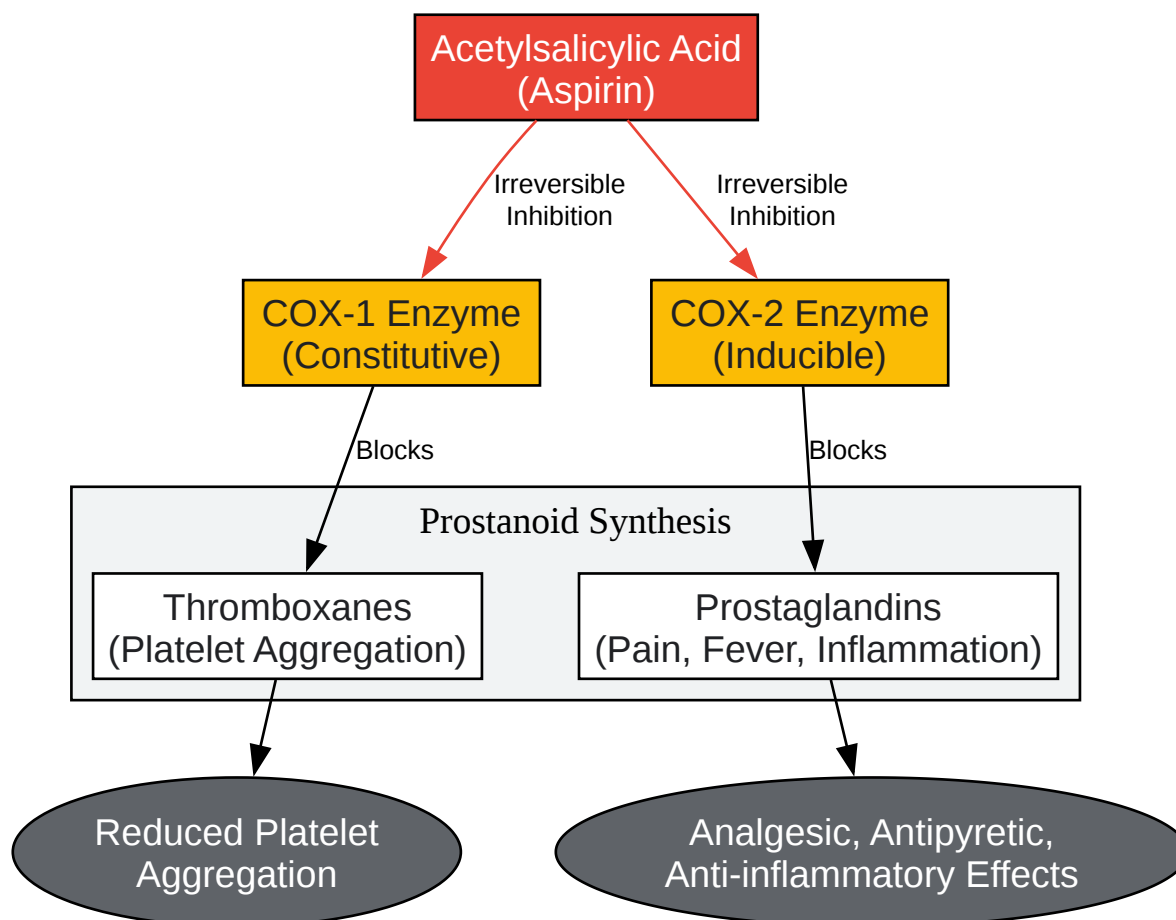 Acetylsalicylic Acid
(Aspirin)
Irreversible
Inhibition
Irreversible
Inhibition
COX-1 Enzyme
(Constitutive)
COX-2 Enzyme
(Inducible)
Blocks
Blocks
Prostanoid Synthesis
Thromboxanes
(Platelet Aggregation)
Prostaglandins
(Pain, Fever, Inflammation)
Reduced Platelet
Aggregation
Analgesic, Antipyretic,
Anti-inflammatory Effects